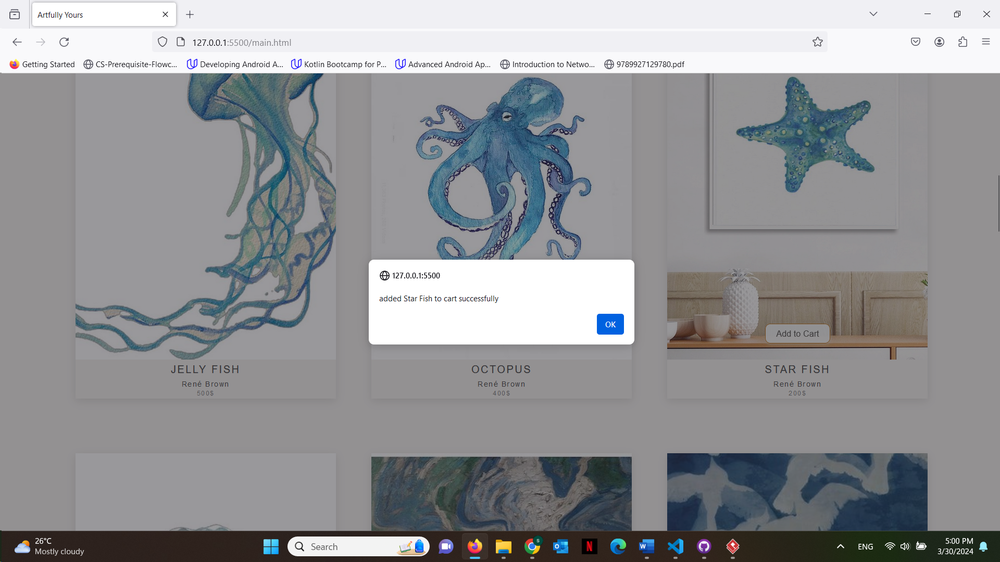 Artfully Yours
127.0.0.1:5500/main.html
Getting Started
CS-Prerequisite-Flowc...
Developing Android A...
Kotlin Bootcamp for P...
Advanced Android Ap...
Introduction to Netwo...
9789927129780.pdf
127.0.0.1:5500
added Star Fish to cart successfully
OK
Add to Cart
JELLY FISH
René Brown
500$
OCTOPUS
René Brown
400$
STAR FISH
René Brown
200$
26°C
Mostly cloudy
Search
ENG
5:00 PM
3/30/2024